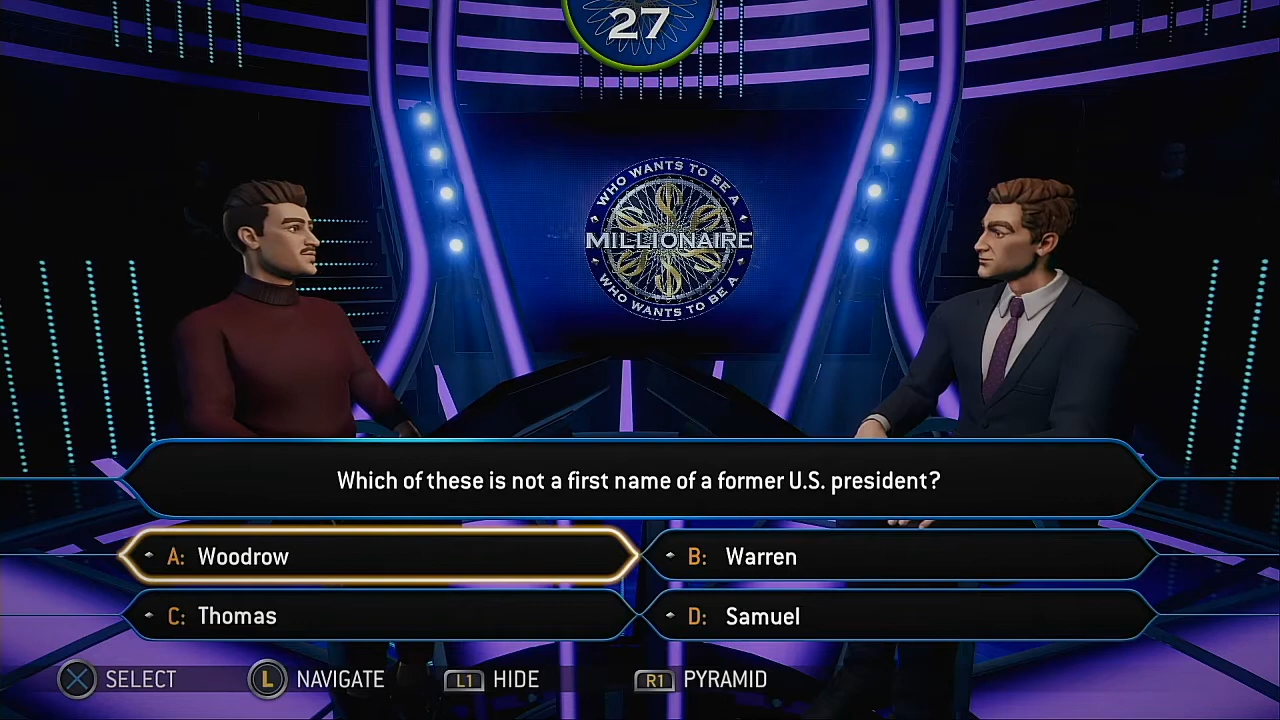 27
WHO WANTS TO BE A
MILLIONAIRE
WHO WANTS TO BE A
Which of these is not a first name of a former U.S. president?
A: Woodrow
B: Warren
C: Thomas
D: Samuel
SELECT
L NAVIGATE
L1 HIDE
R1 PYRAMID